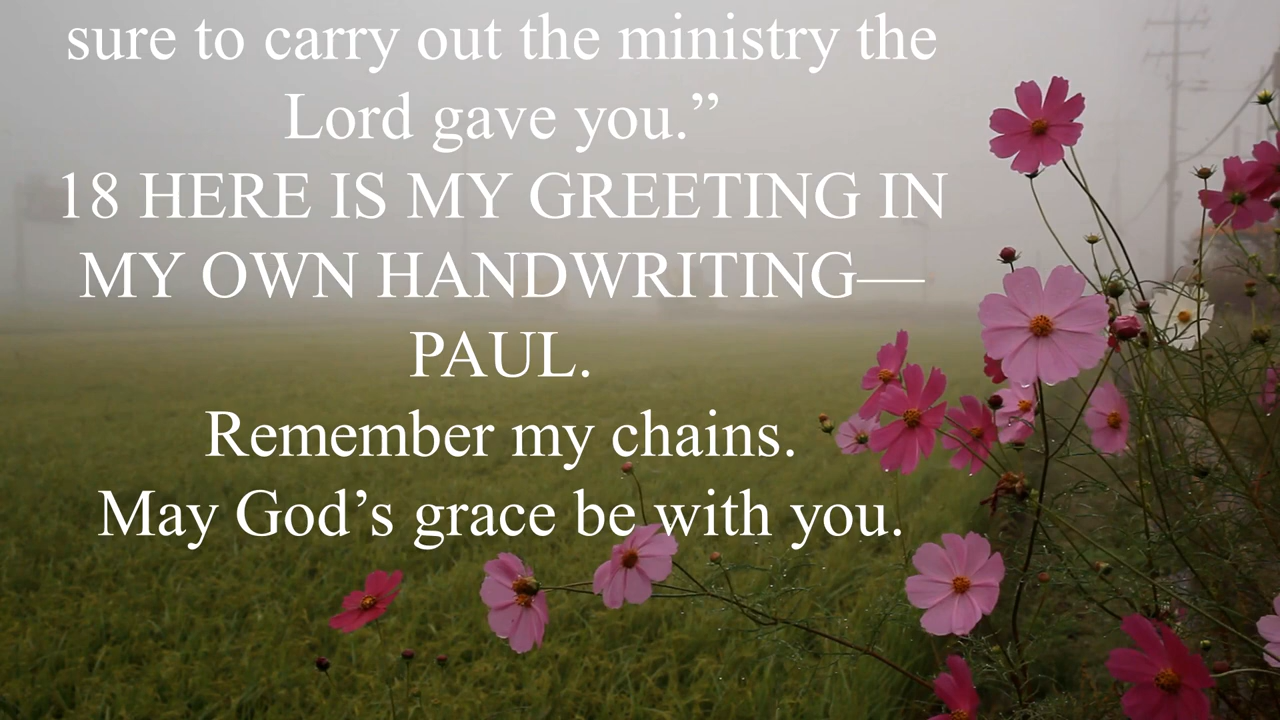 sure to carry out the ministry the
Lord gave you.”
18 HERE IS MY GREETING IN
MY OWN HANDWRITING—
PAUL.
Remember my chains.
May God’s grace be with you.